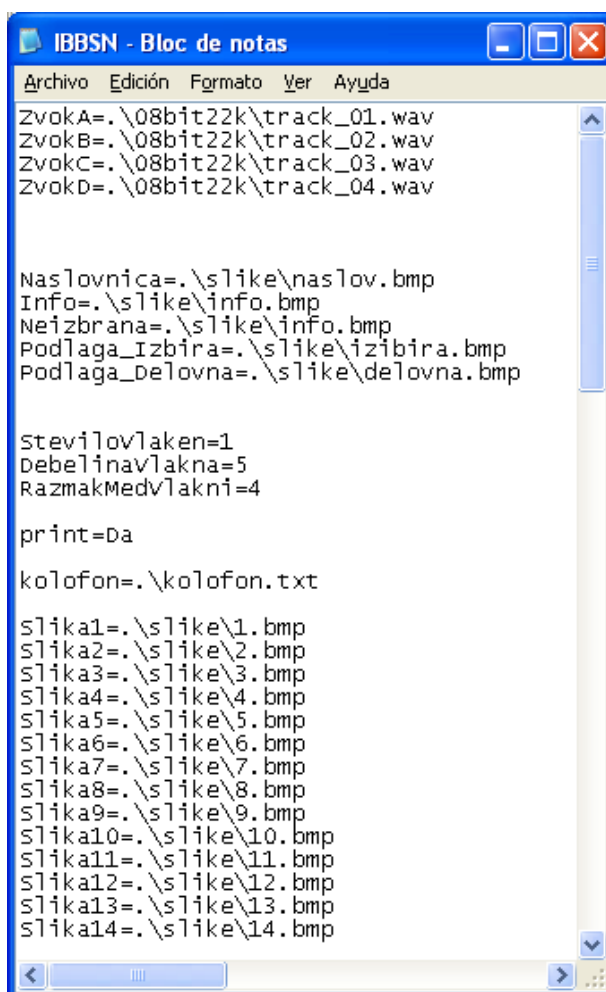 IBBSN - Bloc de notas
Archivo Edición Formato Ver Ayuda
ZvokA=.\08bit22k\track_01.wav
ZvokB=.\08bit22k\track_02.wav
ZvokC=.\08bit22k\track_03.wav
ZvokD=.\08bit22k\track_04.wav
Naslovnica=.\slike\naslov.bmp
Info=.\slike\info.bmp
Neizbrana=.\slike\info.bmp
Podlaga_Izbira=.\slike\izibira.bmp
Podlaga_Delovna=.\slike\delovna.bmp
SteviloVlaken=1
DebelinaVlakna=5
RazmakMedVlakni=4
print=Da
kolofon=.\kolofon.txt
Slika1=.\slike\1.bmp
Slika2=.\slike\2.bmp
Slika3=.\slike\3.bmp
Slika4=.\slike\4.bmp
Slika5=.\slike\5.bmp
Slika6=.\slike\6.bmp
Slika7=.\slike\7.bmp
Slika8=.\slike\8.bmp
Slika9=.\slike\9.bmp
Slika10=.\slike\10.bmp
Slika11=.\slike\11.bmp
Slika12=.\slike\12.bmp
Slika13=.\slike\13.bmp
Slika14=.\slike\14.bmp